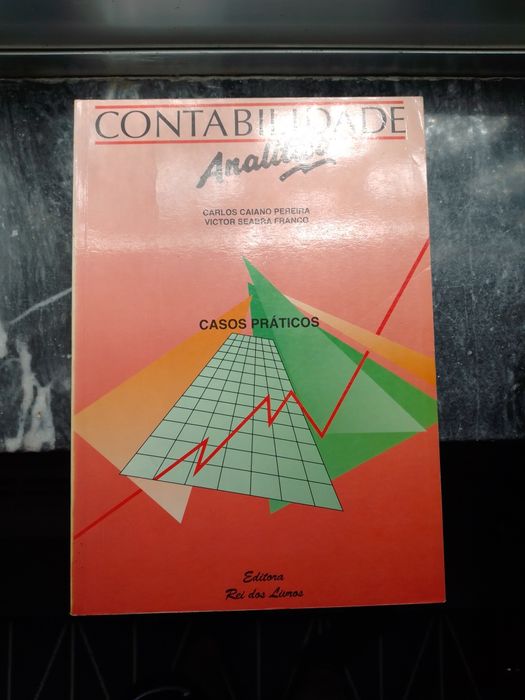 CONTABILIDADE
Analítica
CARLOS CAIANO PEREIRA
VICTOR SEABRA FRANCO
CASOS PRÁTICOS
Editora
Rei dos Livros